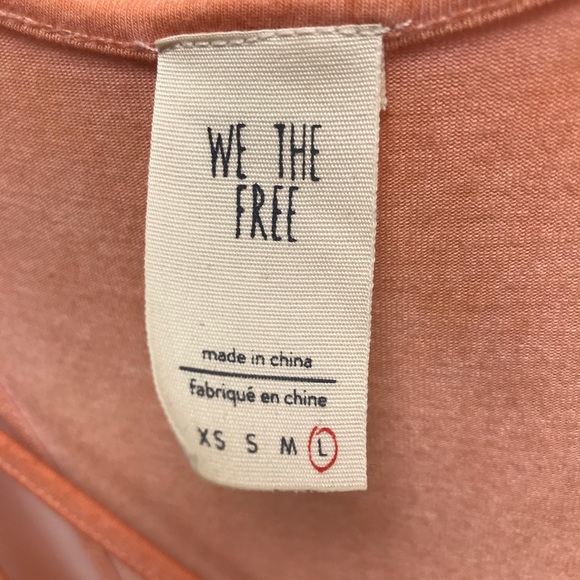 WE THE
FREE
made in china
fabriqué en chine
XS S M L